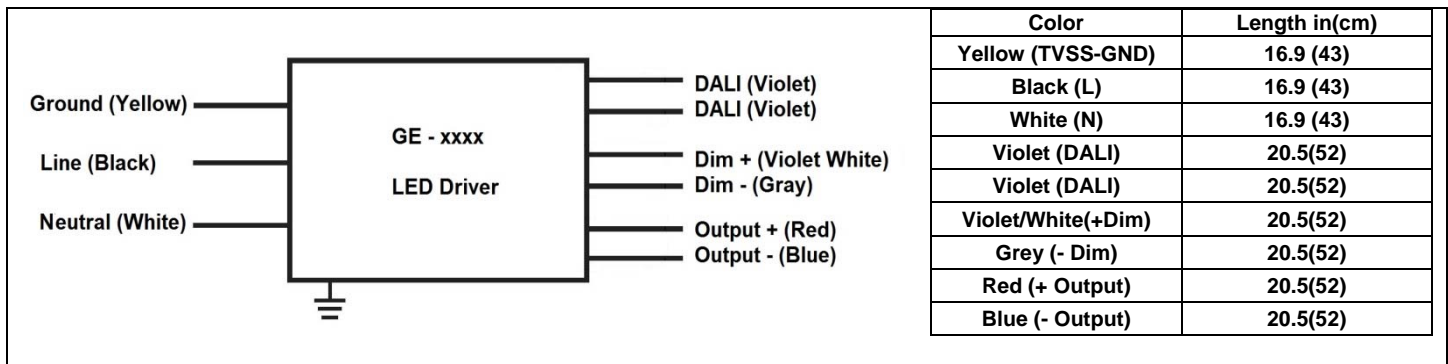 Ground (Yellow)
Line (Black)
Neutral (White)
GE - xxxx
LED Driver
DALI (Violet)
DALI (Violet)
Dim + (Violet White)
Dim - (Gray)
Output + (Red)
Output - (Blue)
Color Length in(cm)
Yellow (TVSS-GND) 16.9 (43)
Black (L) 16.9 (43)
White (N) 16.9 (43)
Violet (DALI) 20.5(52)
Violet (DALI) 20.5(52)
Violet/White(+Dim) 20.5(52)
Grey (- Dim) 20.5(52)
Red (+ Output) 20.5(52)
Blue (- Output) 20.5(52)